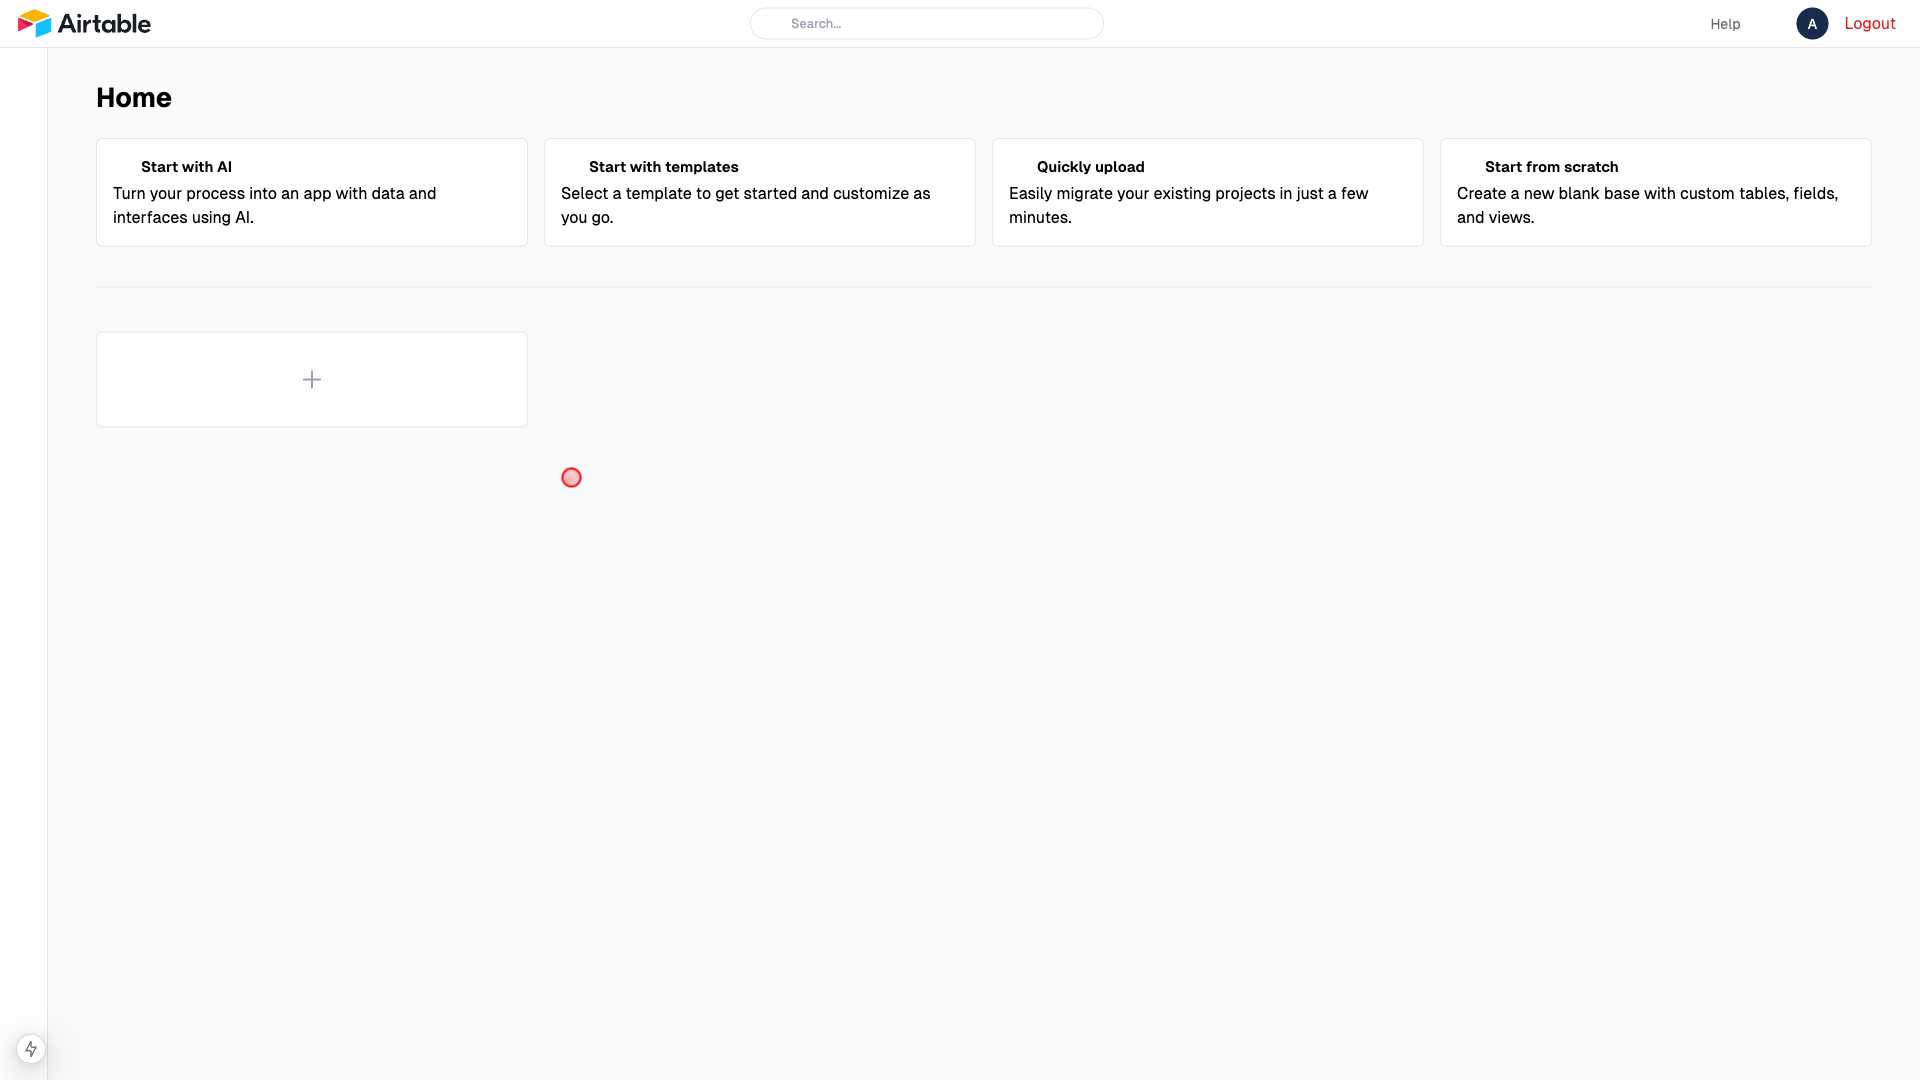 Airtable
Search...
Help
A
Logout
Home
Start with AI
Turn your process into an app with data and
interfaces using AI.
Start with templates
Select a template to get started and customize as
you go.
Quickly upload
Easily migrate your existing projects in just a few
minutes.
Start from scratch
Create a new blank base with custom tables, fields,
and views.